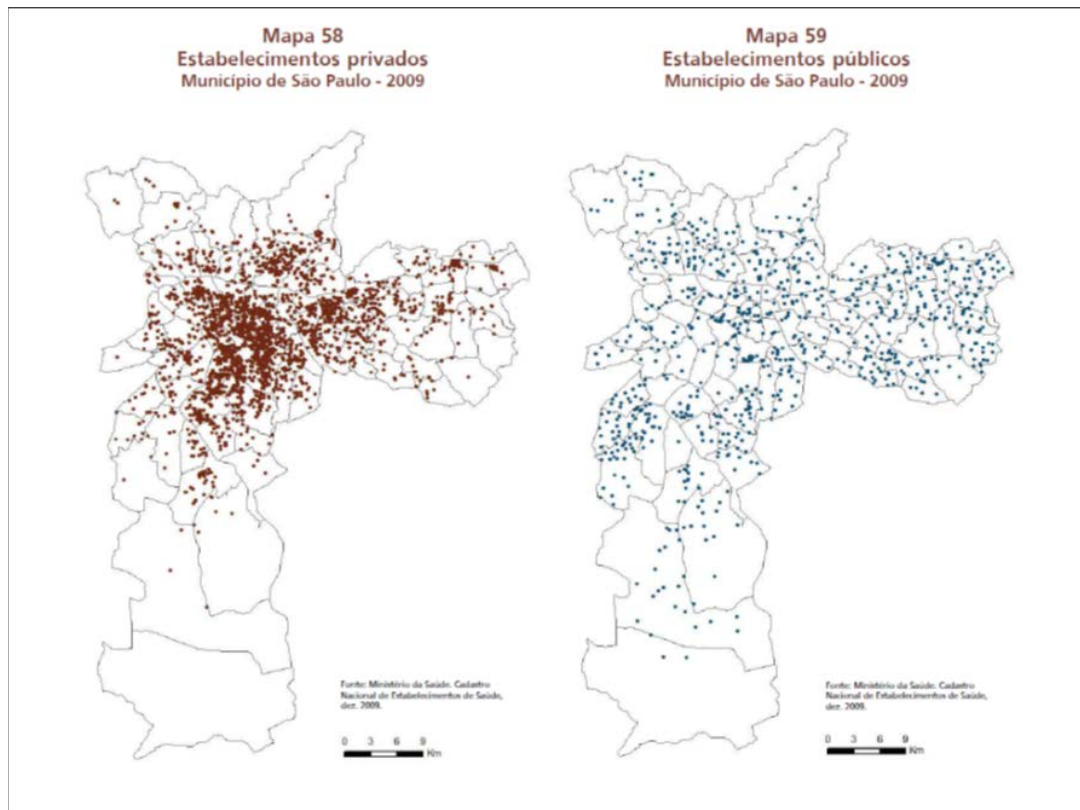 Mapa 58
Estabelecimentos privados
Município de São Paulo - 2009
Mapa 59
Estabelecimentos públicos
Município de São Paulo - 2009
Fonte: Ministério da Saúde. Cadastro
Nacional de Estabelecimentos de Saúde,
dez. 2009.
0 3 6 9
Km
Fonte: Ministério da Saúde. Cadastro
Nacional de Estabelecimentos de Saúde,
dez. 2009.
0 3 6 9
Km